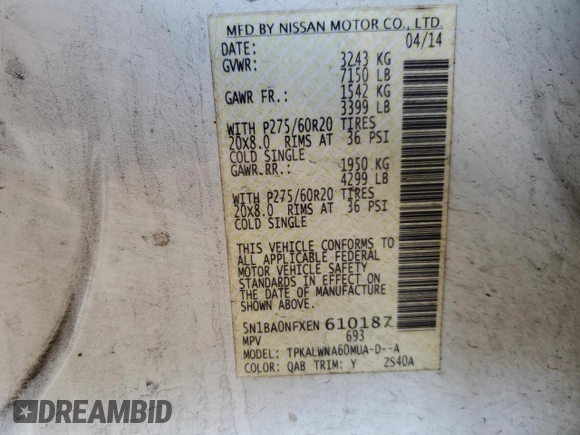 MFD BY NISSAN MOTOR CO., LTD.
DATE: 04/14
GVWR: 3243 KG
7150 LB
GAWR FR.: 1542 KG
3399 LB
WITH P275/60R20 TIRES
20X8.0 RIMS AT 36 PSI
COLD SINGLE
GAWR.RR.: 1950 KG
4299 LB
WITH P275/60R20 TIRES
20X8.0 RIMS AT 36 PSI
COLD SINGLE
THIS VEHICLE CONFORMS TO
ALL APPLICABLE FEDERAL
MOTOR VEHICLE SAFETY
STANDARDS IN EFFECT ON
THE DATE OF MANUFACTURE
SHOWN ABOVE.
5N1BA0NFXEN 610187
MPV 693
MODEL: TPKALWNA60MUA-D--A
COLOR: QAB TRIM: Y ZS40A
DREAMBID